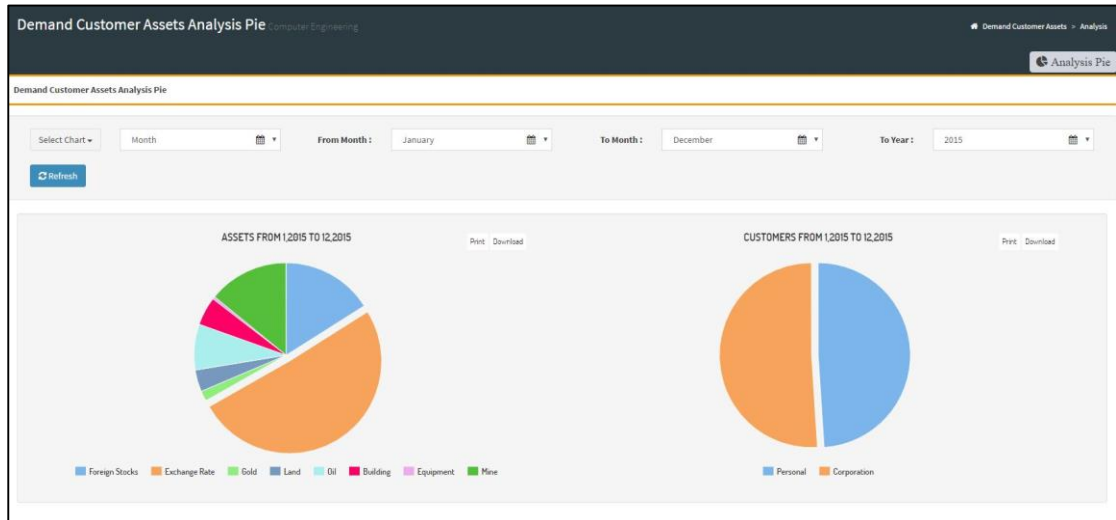 Demand Customer Assets Analysis Pie Computer Engineering
Demand Customer Assets > Analysis
Analysis Pie
Demand Customer Assets Analysis Pie
Select Chart Month From Month : January To Month : December To Year : 2015
Refresh
ASSETS FROM 1,2015 TO 12,2015
Print Download
CUSTOMERS FROM 1,2015 TO 12,2015
Print Download
Foreign Stocks Exchange Rate Gold Land Oil Building Equipment Mine
Personal Corporation